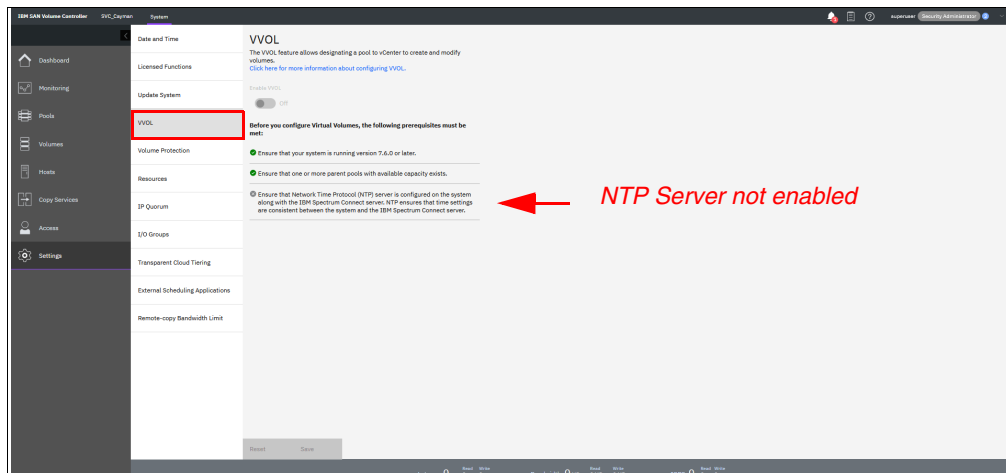 IBM SAN Volume Controller SVC_Cayman System superuser Security Administrator
Dashboard
Monitoring
Pools
Volumes
Hosts
Copy Services
Access
Settings
Date and Time
Licensed Functions
Update System
VVOL
Volume Protection
Resources
IP Quorum
I/O Groups
Transparent Cloud Tiering
External Scheduling Applications
Remote-copy Bandwidth Limit
VVOL
The VVOL feature allows designating a pool to vCenter to create and modify
volumes.
Click here for more information about configuring VVOL.
Enable VVOL
Off
Before you configure Virtual Volumes, the following prerequisites must be
met:
Ensure that your system is running version 7.6.0 or later.
Ensure that one or more parent pools with available capacity exists.
Ensure that Network Time Protocol (NTP) server is configured on the system
along with the IBM Spectrum Connect server. NTP ensures that time settings
are consistent between the system and the IBM Spectrum Connect server.
NTP Server not enabled
Reset Save
Read Write Read Write Read Write